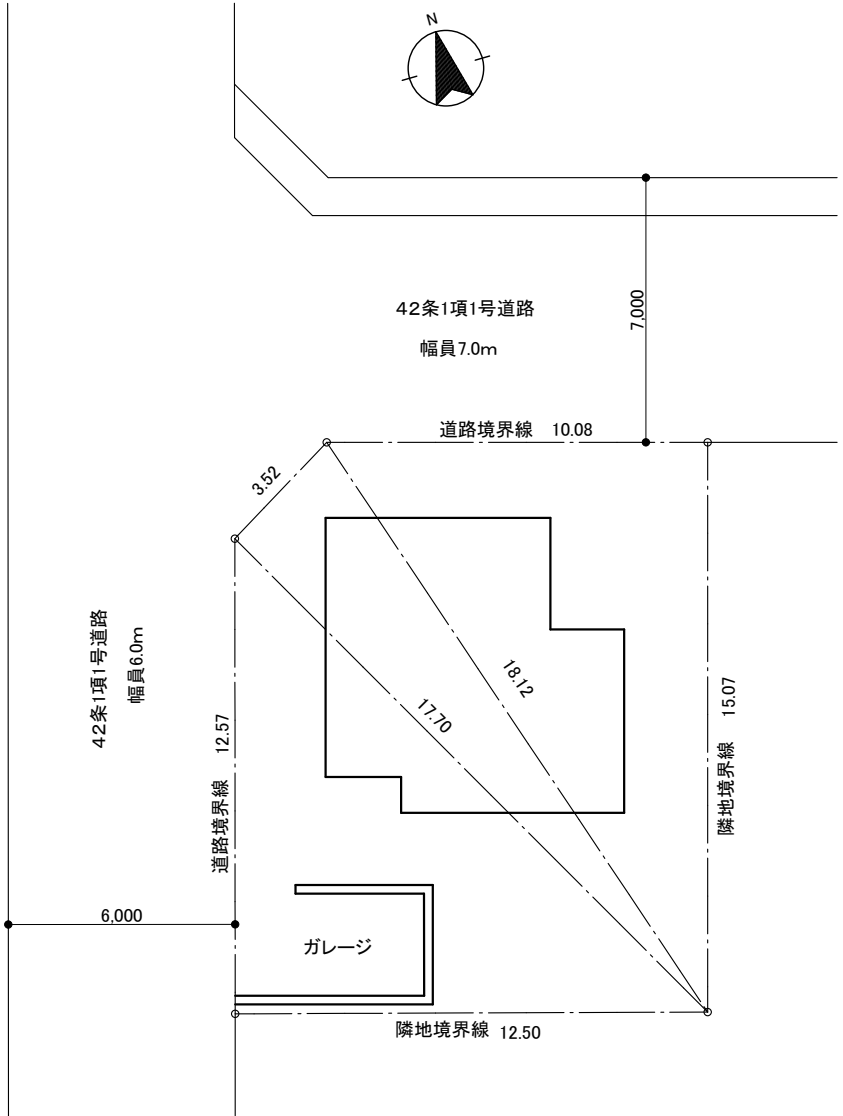 N
42条1項1号道路
幅員7.0m
7,000
道路境界線 10.08
3.52
42条1項1号道路
幅員6.0m
道路境界線 12.57
18.12
17.70
隣地境界線 15.07
6,000
ガレージ
隣地境界線 12.50